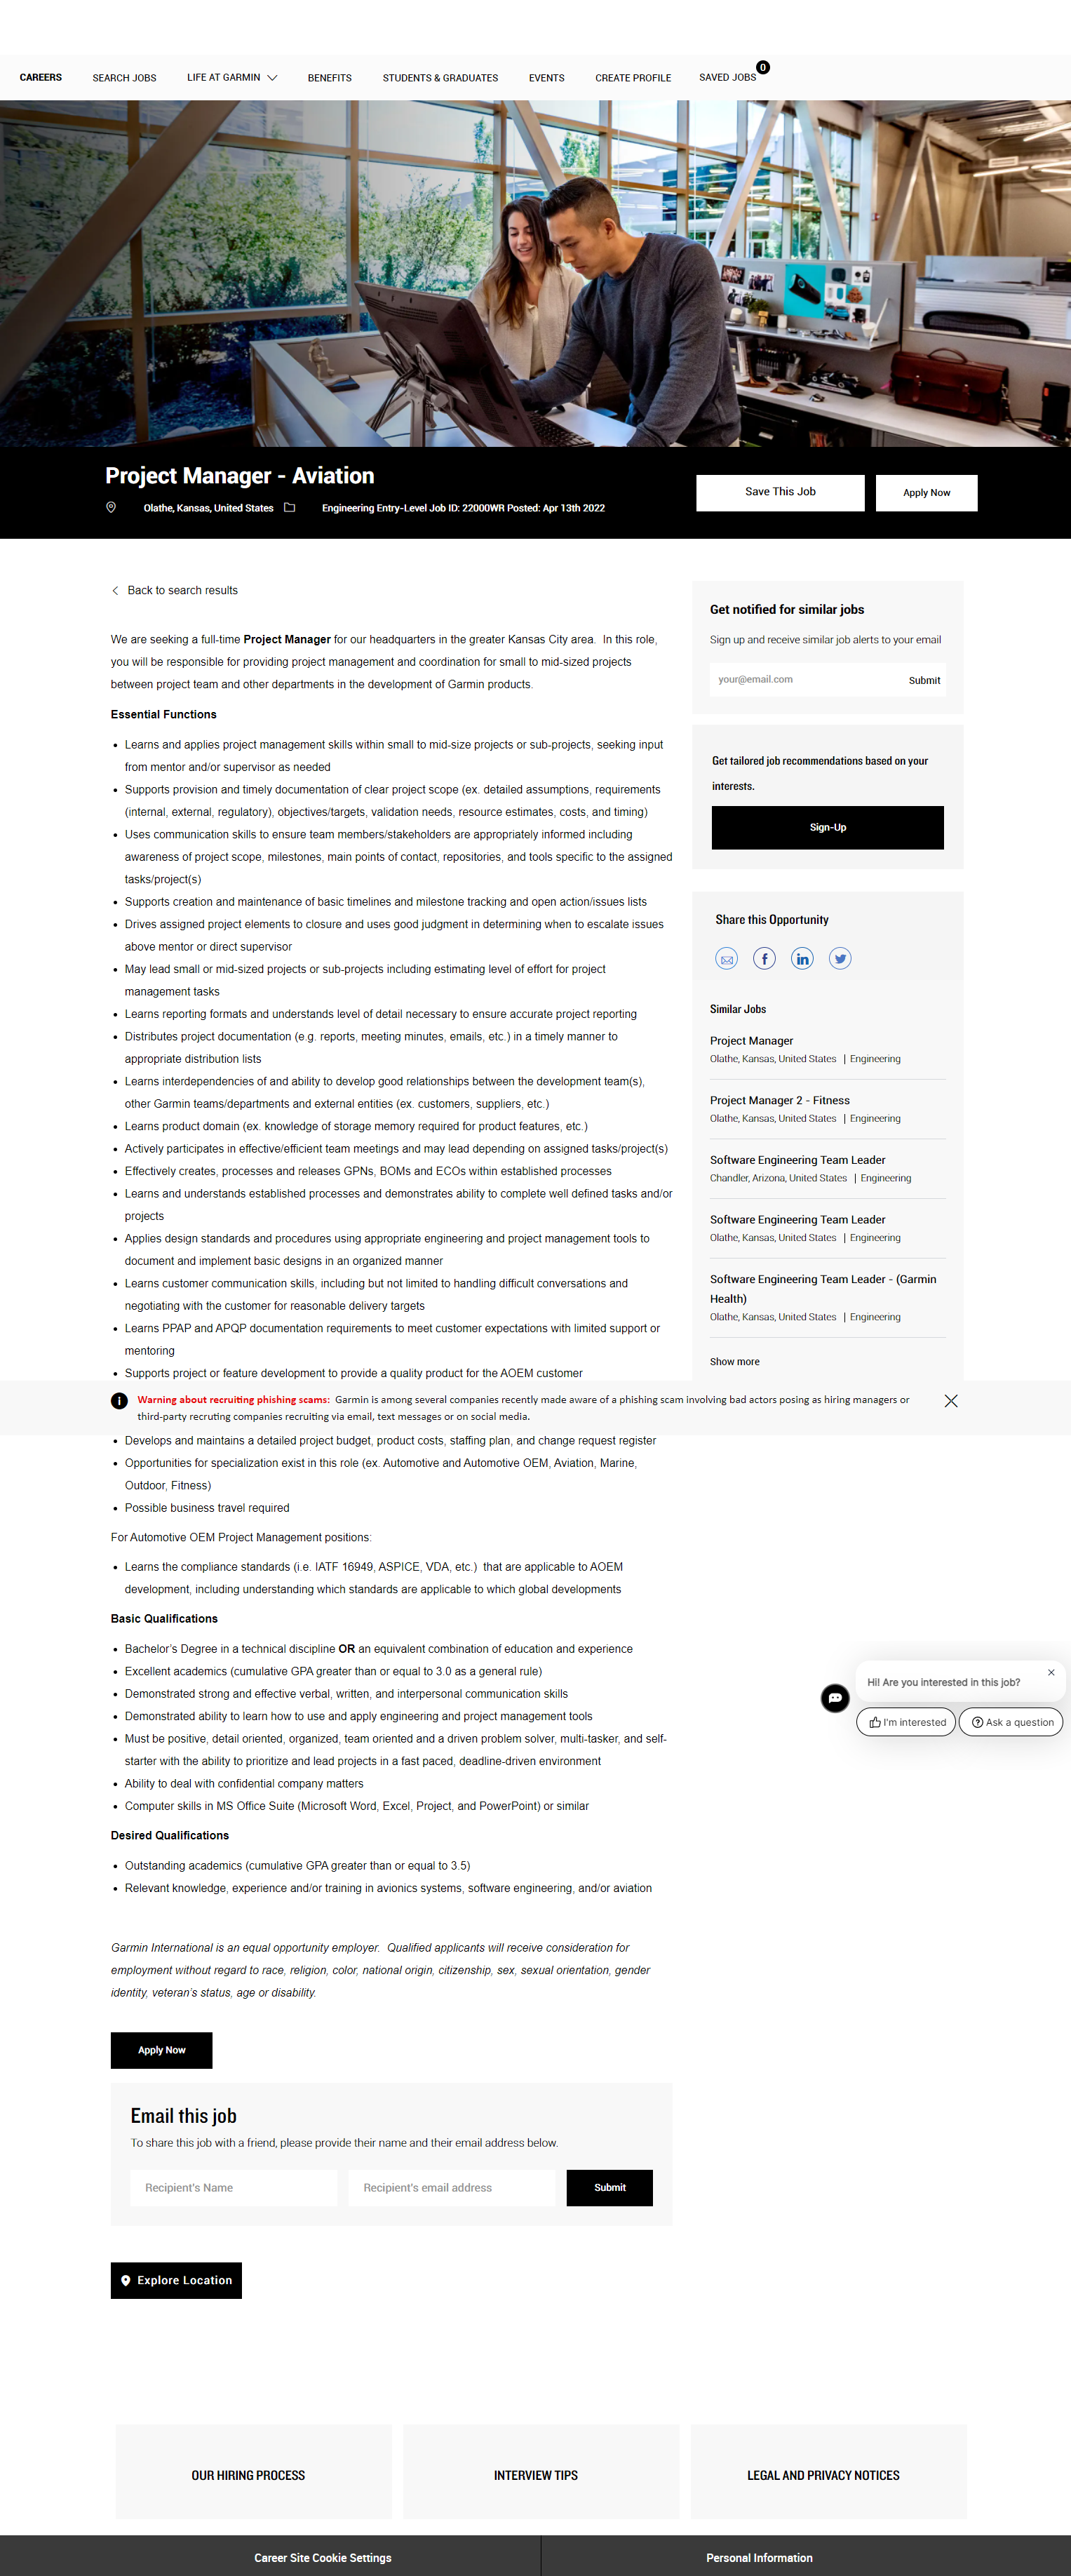 CAREERS SEARCH JOBS LIFE AT GARMIN BENEFITS STUDENTS & GRADUATES EVENTS CREATE PROFILE SAVED JOBS 0
Project Manager - Aviation
Olathe, Kansas, United States Engineering Entry-Level Job ID: 22000WR Posted: Apr 13th 2022
Save This Job
Apply Now
Back to search results
We are seeking a full-time Project Manager for our headquarters in the greater Kansas City area. In this role,
you will be responsible for providing project management and coordination for small to mid-sized projects
between project team and other departments in the development of Garmin products.
Essential Functions
Learns and applies project management skills within small to mid-size projects or sub-projects, seeking input
from mentor and/or supervisor as needed
Supports provision and timely documentation of clear project scope (ex. detailed assumptions, requirements
(internal, external, regulatory), objectives/targets, validation needs, resource estimates, costs, and timing)
Uses communication skills to ensure team members/stakeholders are appropriately informed including
awareness of project scope, milestones, main points of contact, repositories, and tools specific to the assigned
tasks/project(s)
Supports creation and maintenance of basic timelines and milestone tracking and open action/issues lists
Drives assigned project elements to closure and uses good judgment in determining when to escalate issues
above mentor or direct supervisor
May lead small or mid-sized projects or sub-projects including estimating level of effort for project
management tasks
Learns reporting formats and understands level of detail necessary to ensure accurate project reporting
Distributes project documentation (e.g. reports, meeting minutes, emails, etc.) in a timely manner to
appropriate distribution lists
Learns interdependencies of and ability to develop good relationships between the development team(s),
other Garmin teams/departments and external entities (ex. customers, suppliers, etc.)
Learns product domain (ex. knowledge of storage memory required for product features, etc.)
Actively participates in effective/efficient team meetings and may lead depending on assigned tasks/project(s)
Effectively creates, processes and releases GPNs, BOMs and ECOs within established processes
Learns and understands established processes and demonstrates ability to complete well defined tasks and/or
projects
Applies design standards and procedures using appropriate engineering and project management tools to
document and implement basic designs in an organized manner
Learns customer communication skills, including but not limited to handling difficult conversations and
negotiating with the customer for reasonable delivery targets
Learns PPAP and APQP documentation requirements to meet customer expectations with limited support or
mentoring
Supports project or feature development to provide a quality product for the AOEM customer
Warning about recruiting phishing scams: Garmin is among several companies recently made aware of a phishing scam involving bad actors posing as hiring managers or
third-party recruiting companies recruiting via email, text messages or on social media.
Develops and maintains a detailed project budget, product costs, staffing plan, and change request register
Opportunities for specialization exist in this role (ex. Automotive and Automotive OEM, Aviation, Marine,
Outdoor, Fitness)
Possible business travel required
For Automotive OEM Project Management positions:
Learns the compliance standards (i.e. IATF 16949, ASPICE, VDA, etc.) that are applicable to AOEM
development, including understanding which standards are applicable to which global developments
Basic Qualifications
Bachelor's Degree in a technical discipline OR an equivalent combination of education and experience
Excellent academics (cumulative GPA greater than or equal to 3.0 as a general rule)
Demonstrated strong and effective verbal, written, and interpersonal communication skills
Demonstrated ability to learn how to use and apply engineering and project management tools
Must be positive, detail oriented, organized, team oriented and a driven problem solver, multi-tasker, and self-
starter with the ability to prioritize and lead projects in a fast paced, deadline-driven environment
Ability to deal with confidential company matters
Computer skills in MS Office Suite (Microsoft Word, Excel, Project, and PowerPoint) or similar
Desired Qualifications
Outstanding academics (cumulative GPA greater than or equal to 3.5)
Relevant knowledge, experience and/or training in avionics systems, software engineering, and/or aviation
Garmin International is an equal opportunity employer. Qualified applicants will receive consideration for
employment without regard to race, religion, color, national origin, citizenship, sex, sexual orientation, gender
identity, veteran's status, age or disability.
Apply Now
Email this job
To share this job with a friend, please provide their name and their email address below.
Recipient's Name
Recipient's email address
Submit
Explore Location
Get notified for similar jobs
Sign up and receive similar job alerts to your email
your@email.com
Submit
Get tailored job recommendations based on your
interests.
Sign-Up
Share this Opportunity
Similar Jobs
Project Manager
Olathe, Kansas, United States | Engineering
Project Manager 2 - Fitness
Olathe, Kansas, United States | Engineering
Software Engineering Team Leader
Chandler, Arizona, United States | Engineering
Software Engineering Team Leader
Olathe, Kansas, United States | Engineering
Software Engineering Team Leader - (Garmin
Health)
Olathe, Kansas, United States | Engineering
Show more
Hi! Are you interested in this job?
I'm interested
Ask a question
OUR HIRING PROCESS
INTERVIEW TIPS
LEGAL AND PRIVACY NOTICES
Career Site Cookie Settings
Personal Information